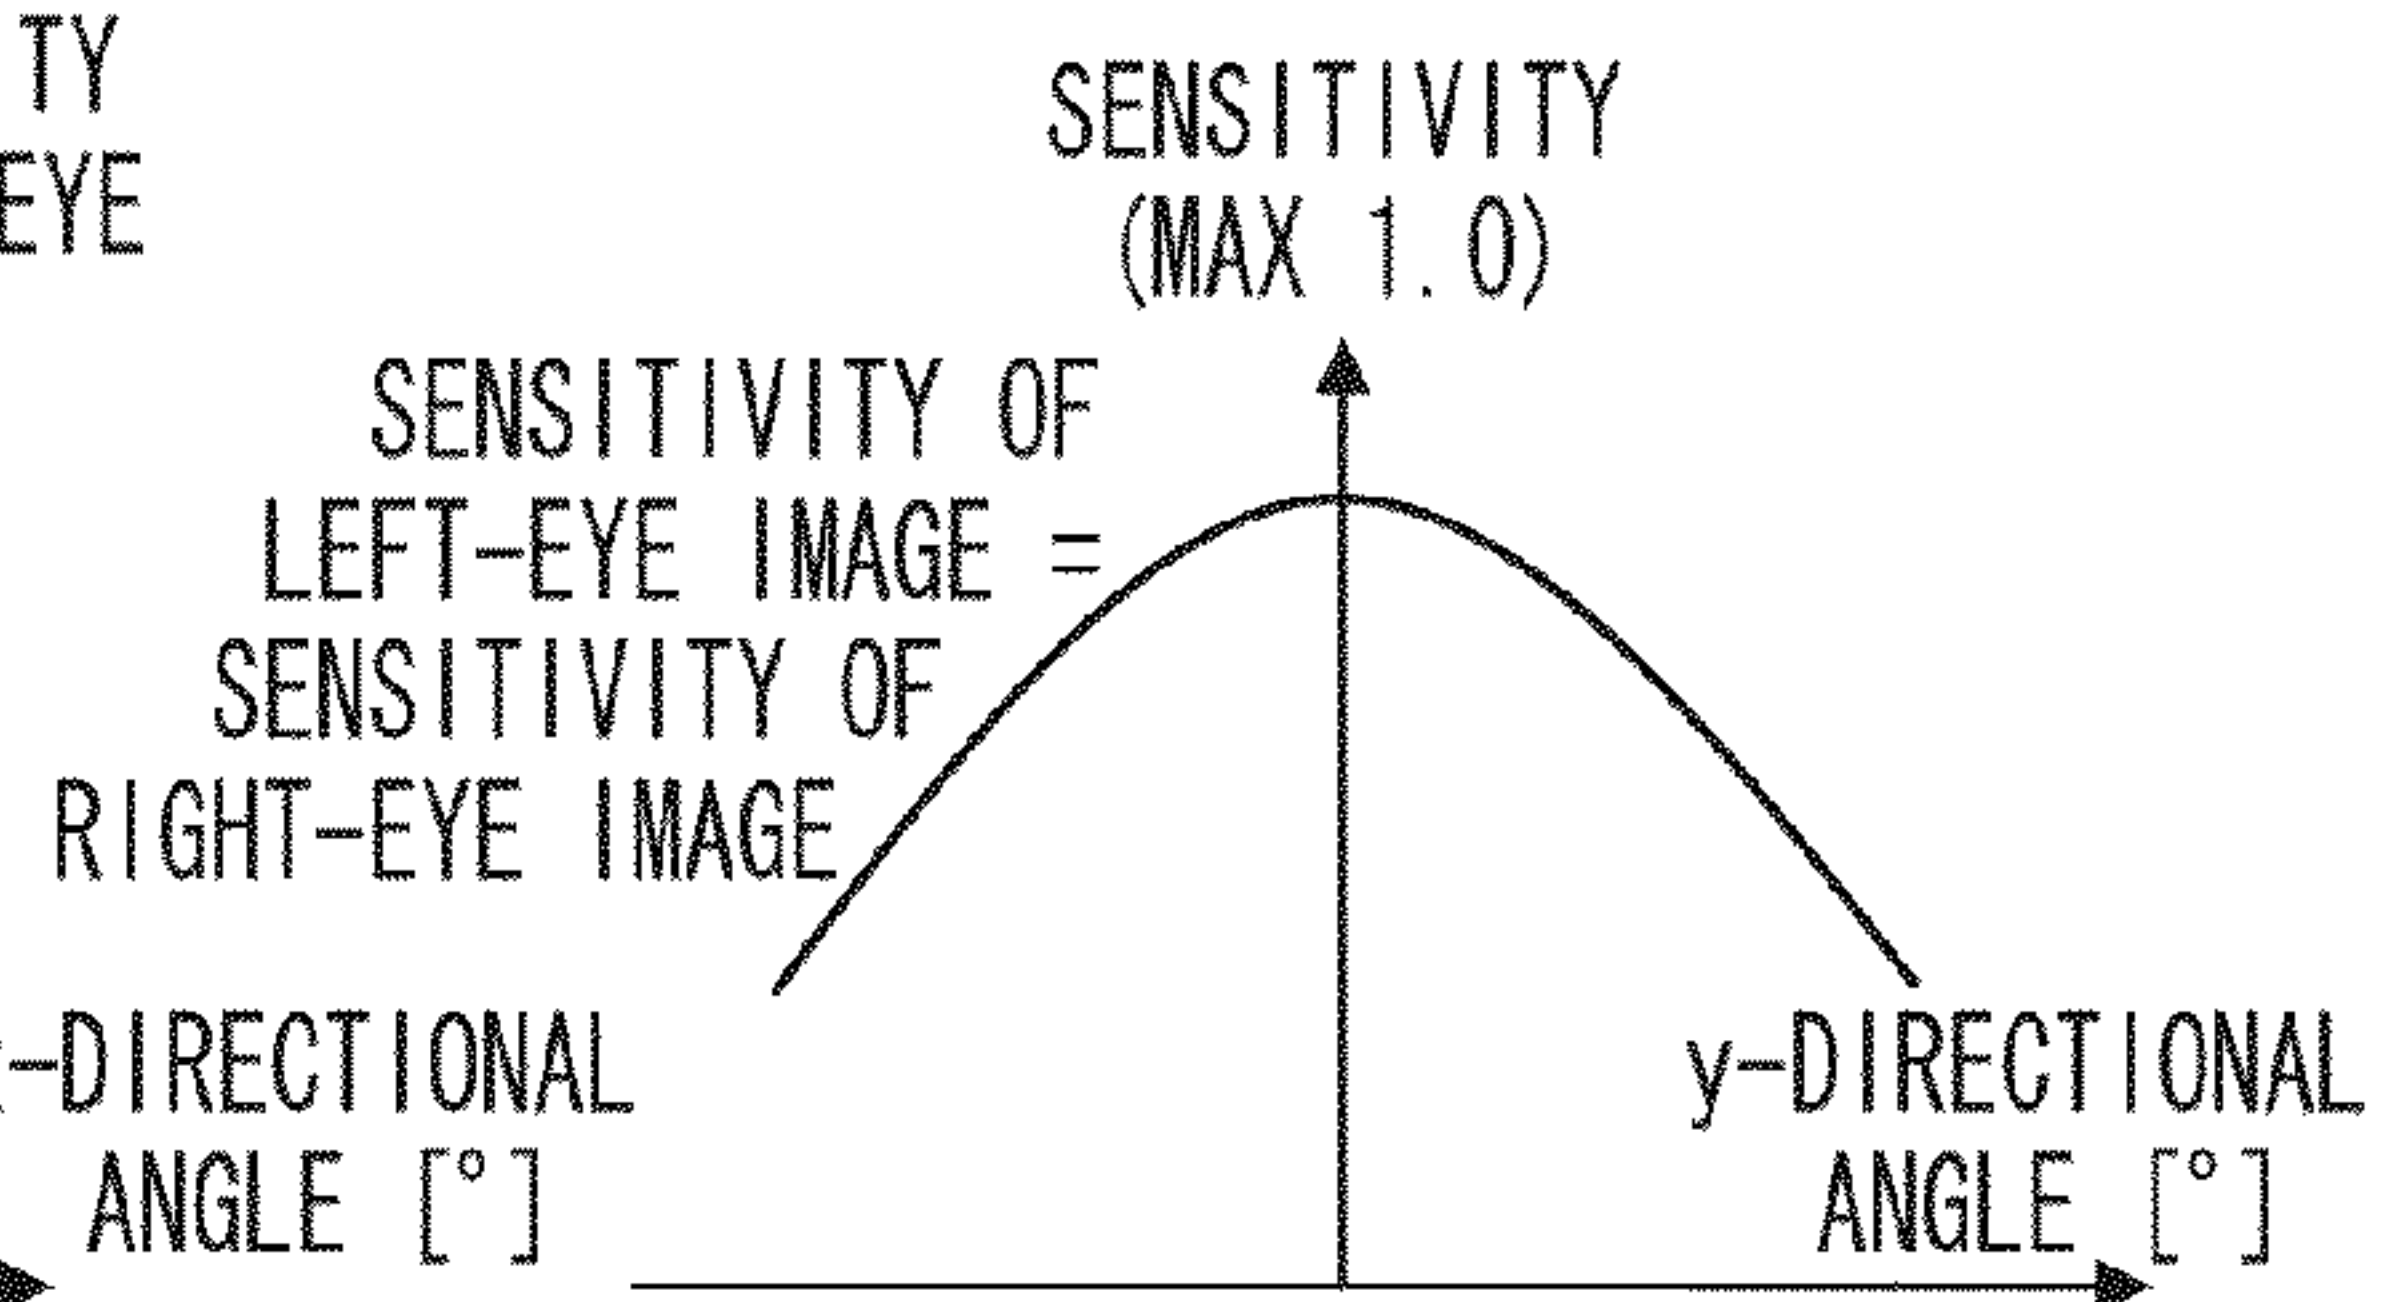 TY
EYE
SENSITIVITY
(MAX 1.0)
SENSITIVITY OF
LEFT-EYE IMAGE =
SENSITIVITY OF
RIGHT-EYE IMAGE
-DIRECTIONAL
ANGLE [°]
y-DIRECTIONAL
ANGLE [°]